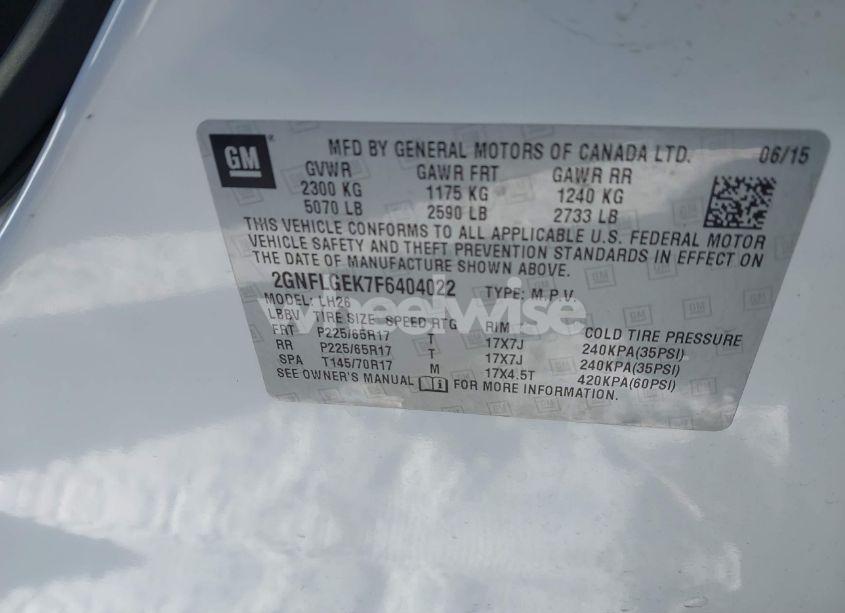 GM
MFD BY GENERAL MOTORS OF CANADA LTD. 06/15
GVWR GAWR FRT GAWR RR
2300 KG 1175 KG 1240 KG
5070 LB 2590 LB 2733 LB
THIS VEHICLE CONFORMS TO ALL APPLICABLE U.S. FEDERAL MOTOR
VEHICLE SAFETY AND THEFT PREVENTION STANDARDS IN EFFECT ON
THE DATE OF MANUFACTURE SHOWN ABOVE.
2GNFLGEK7F6404022 TYPE: M.P.V.
MODEL: LH26
wheelwise
LBBV TIRE SIZE SPEED RTG RIM COLD TIRE PRESSURE
FRT P225/65R17 T 17X7J 240KPA(35PSI)
RR P225/65R17 T 17X7J 240KPA(35PSI)
SPA T145/70R17 M 17X4.5T 420KPA(60PSI)
SEE OWNER'S MANUAL FOR MORE INFORMATION.